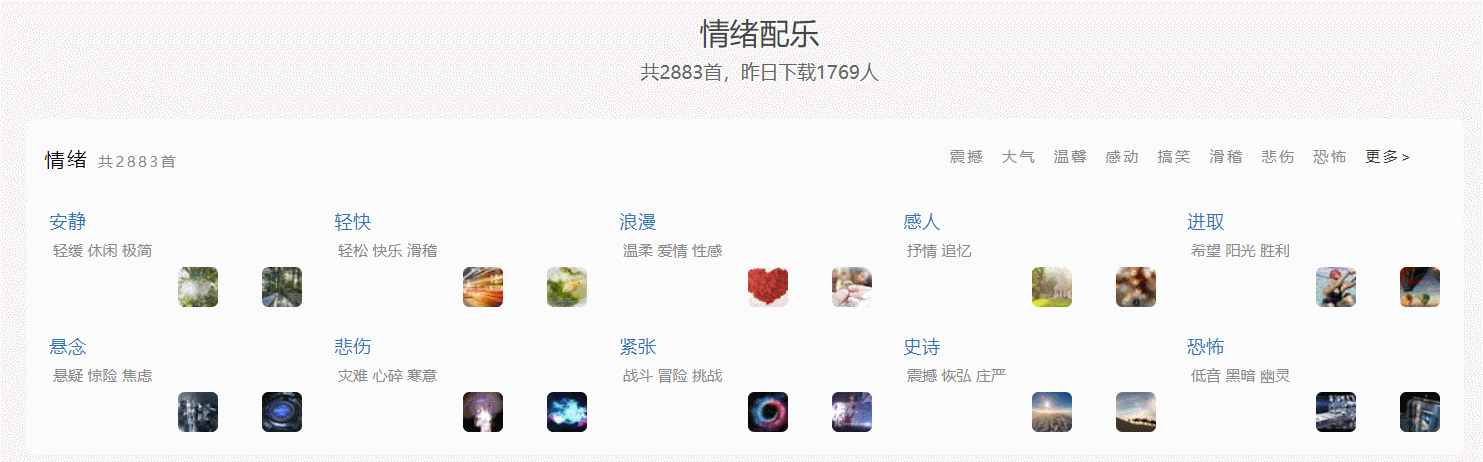 情绪配乐
共2883首，昨日下载1769人
情绪 共2883首 震撼 大气 温馨 感动 搞笑 滑稽 悲伤 恐怖 更多>
安静 轻快 浪漫 感人 进取
轻缓 休闲 极简 轻松 快乐 滑稽 温柔 爱情 性感 抒情 追忆 希望 阳光 胜利
悬念 悲伤 紧张 史诗 恐怖
悬疑 惊险 焦虑 灾难 心碎 寒意 战斗 冒险 挑战 震撼 恢弘 庄严 低音 黑暗 幽灵